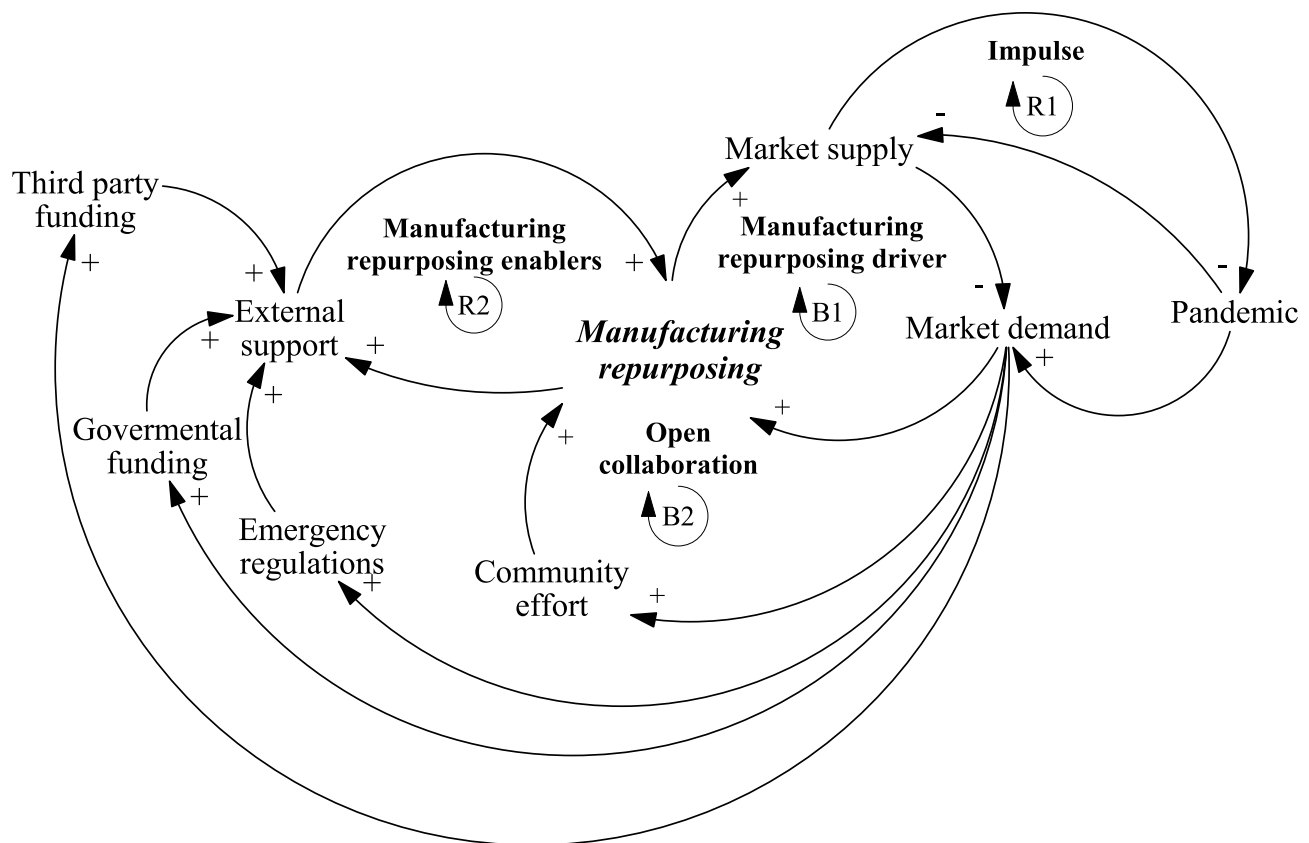 Impulse
R1
-
Market supply
+
-
Pandemic
Third party
funding
+
+
External
support
+
+
+
Manufacturing
repurposing enablers
R2
+
Manufacturing
repurposing driver
B1
-
Market demand
+
Manufacturing
repurposing
+
Open
collaboration
B2
+
Govermental
funding
+
Emergency
regulations
+
Community
effort
+